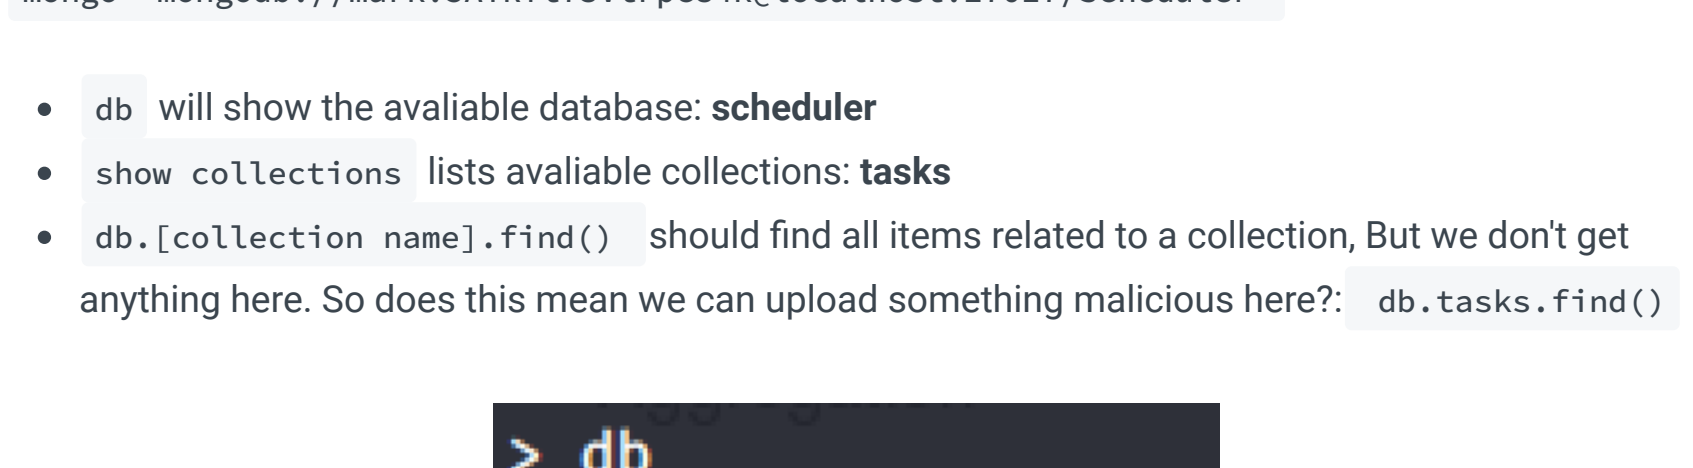 db will show the avaliable database: scheduler
show collections lists avaliable collections: tasks
db.[collection name].find() should find all items related to a collection, But we don't get
anything here. So does this mean we can upload something malicious here?: db.tasks.find()
> db